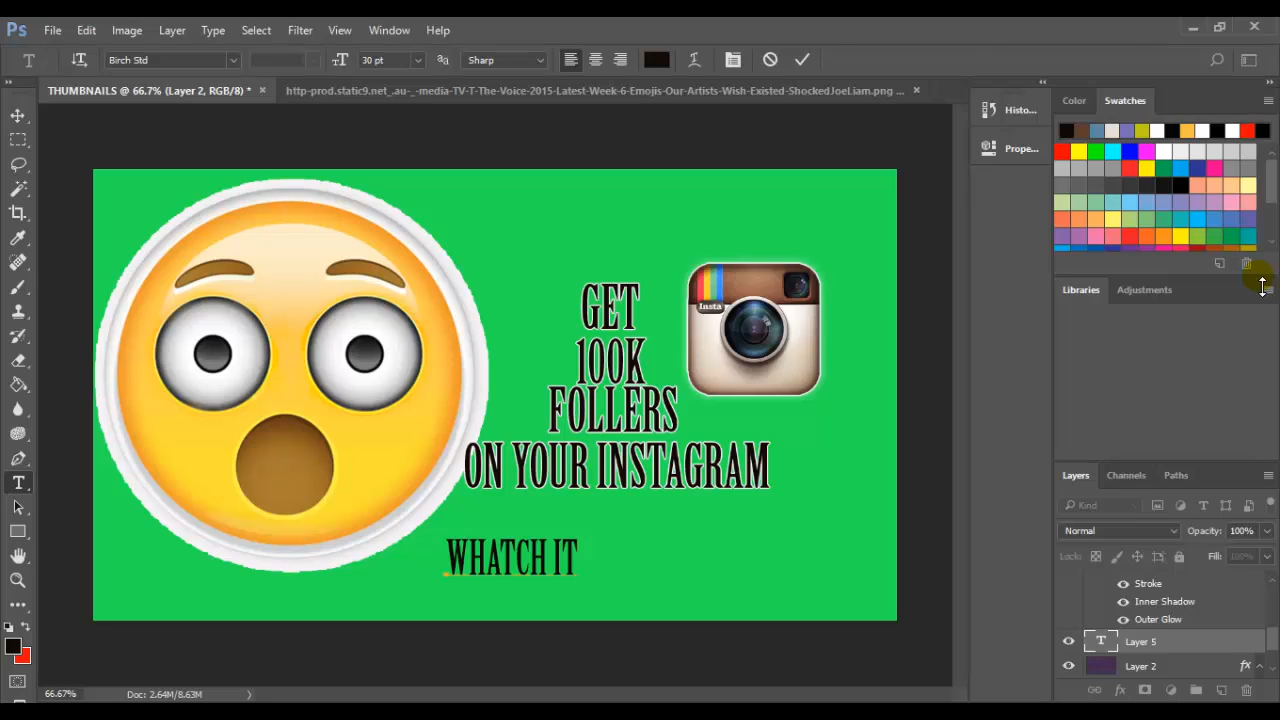 Ps File Edit Image Layer Type Select Filter View Window Help
T Birch Std 30 pt aa Sharp
THUMBNAILS @ 66.7% (Layer 2, RGB/8) * × http-prod.static9.net_.au-_-media-TV-T-The-Voice-2015-Latest-Week-6-Emojis-Our-Artists-Wish-Existed-ShockedJoeLiam.png ... ×
Histo...
Prope...
Color Swatches
Libraries Adjustments
Insta
GET
100K
FOLLERS
ON YOUR INSTAGRAM
WHATCH IT
Layers Channels Paths
Kind
Normal Opacity: 100%
Lock: Fill: 100%
Stroke
Inner Shadow
Outer Glow
T Layer 5
Layer 2 fx
66.67% Doc: 2.64M/8.63M